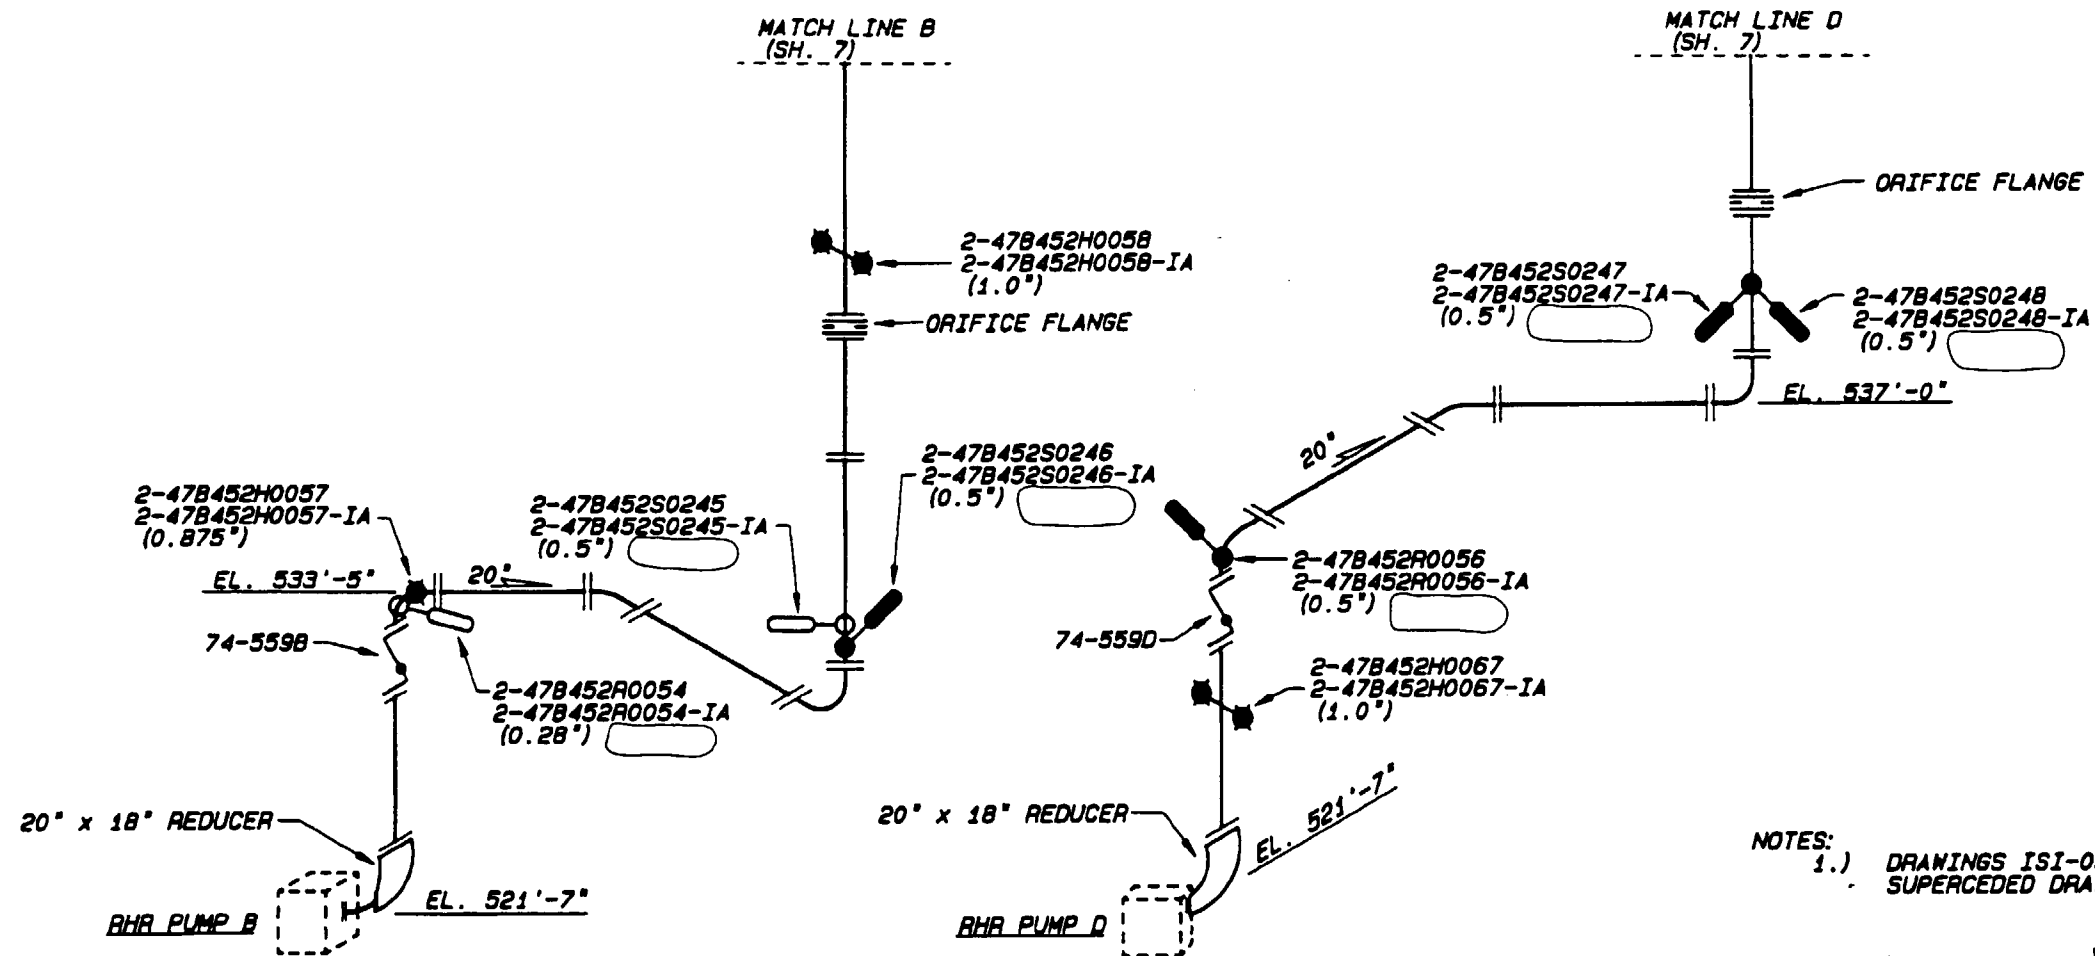 MATCH LINE B
(SH. 7)
MATCH LINE D
(SH. 7)
ORIFICE FLANGE
2-47B452H0058
2-47B452H0058-IA
(1.0")
ORIFICE FLANGE
2-47B452S0247
2-47B452S0247-IA
(0.5")
2-47B452S0248
2-47B452S0248-IA
(0.5")
EL. 537'-0"
20"
2-47B452S0246
2-47B452S0246-IA
(0.5")
2-47B452H0057
2-47B452H0057-IA
(0.875")
2-47B452S0245
2-47B452S0245-IA
(0.5")
EL. 533'-5"
20"
74-559B
2-47B452R0054
2-47B452R0054-IA
(0.28")
2-47B452R0056
2-47B452R0056-IA
(0.5")
74-559D
2-47B452H0067
2-47B452H0067-IA
(1.0")
20" x 18" REDUCER
EL. 521'-7"
RHR PUMP B
20" x 18" REDUCER
EL. 521'-7"
RHR PUMP D
NOTES:
1.) DRAWINGS ISI-0
SUPERCEDED DRA